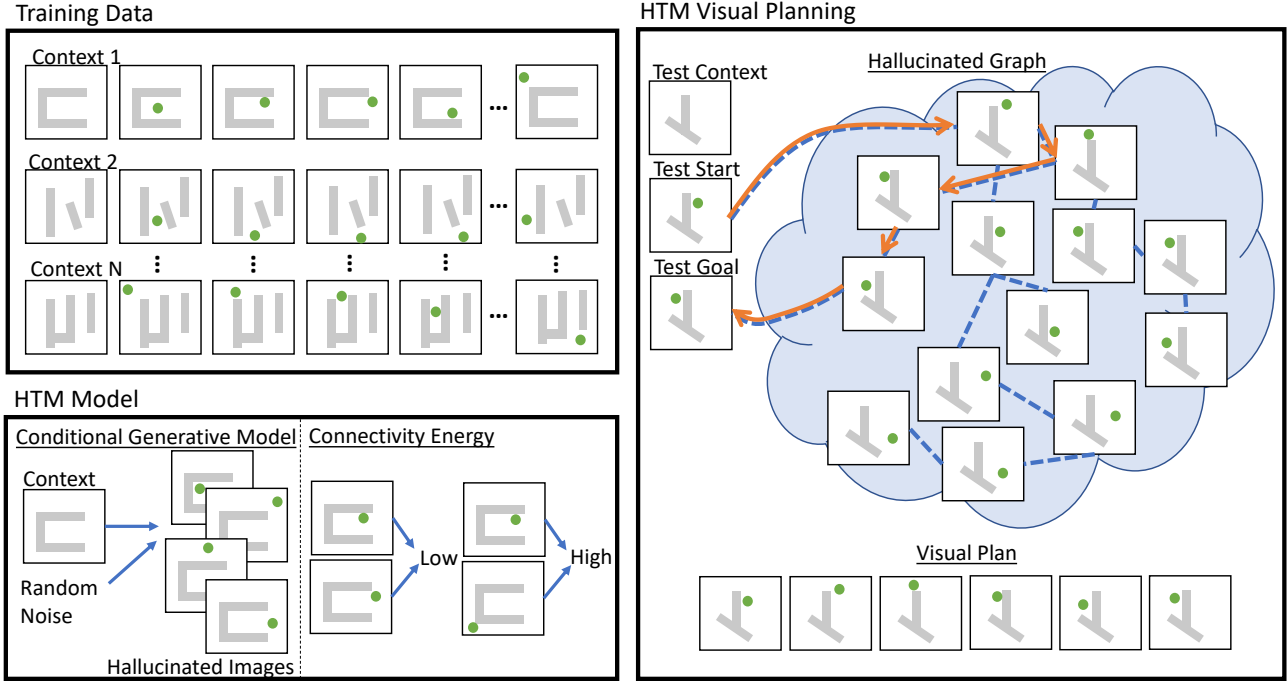 Training Data
Context 1
...
Context 2
...
Context N
...
HTM Model
Conditional Generative Model
Context
Random
Noise
Hallucinated Images
Connectivity Energy
Low
High
HTM Visual Planning
Test Context
Hallucinated Graph
Test Start
Test Goal
Visual Plan